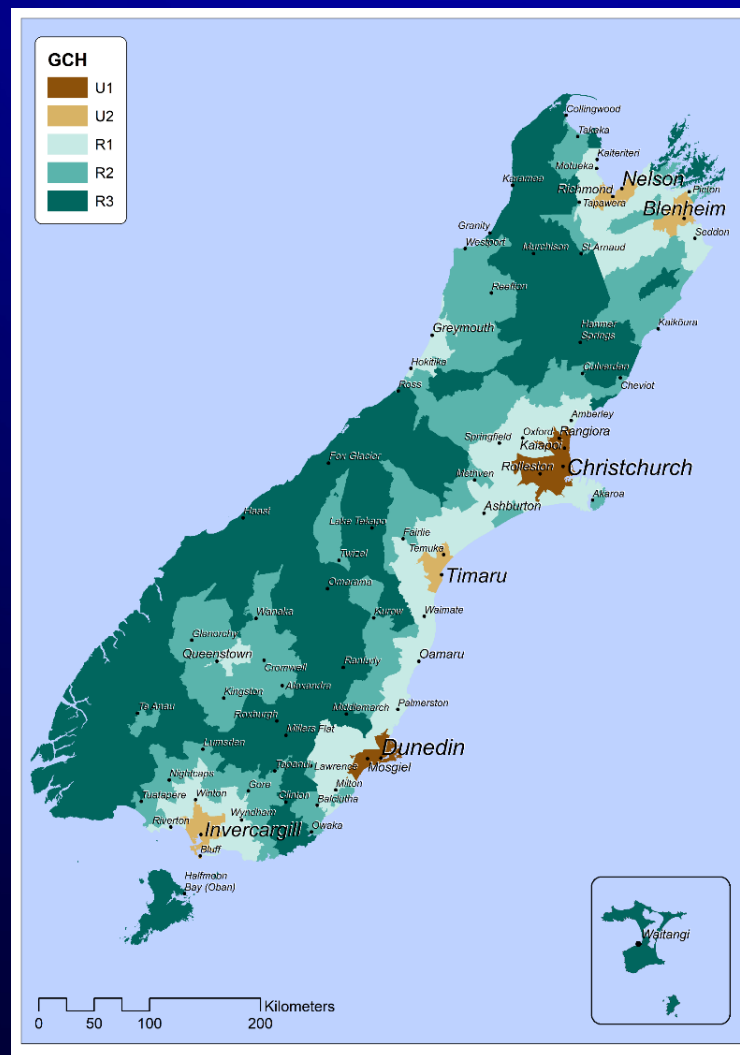 GCH
U1
U2
R1
R2
R3
Collingwood
Takaka
Kaiteriteri
Motueka
Karamea
Nelson
Richmond
Tapawera
Picton
Blenheim
Seddon
Granity
Westport
Murchison
St Arnaud
Reefton
Greymouth
Hanmer
Springs
Kaikōura
Hokitika
Culverden
Cheviot
Ross
Amberley
Oxford
Rangiora
Springfield
Kaiapoi
Fox Glacier
Methven
Rolleston
Christchurch
Akaroa
Ashburton
Haast
Lake Tekapo
Fairlie
Temuka
Twizel
Timaru
Omarama
Wanaka
Kurow
Waimate
Glenorchy
Queenstown
Cromwell
Ranfurly
Oamaru
Kingston
Alexandra
Te Anau
Roxburgh
Middlemarch
Palmerston
Millers Flat
Lumsden
Dunedin
Tapanui
Lawrence
Mosgiel
Nightcaps
Gore
Milton
Tuatapere
Winton
Clinton
Balclutha
Riverton
Wyndham
Invercargill
Owaka
Bluff
Halfmoon
Bay (Oban)
Waitangi
Kilometers
0 50 100 200